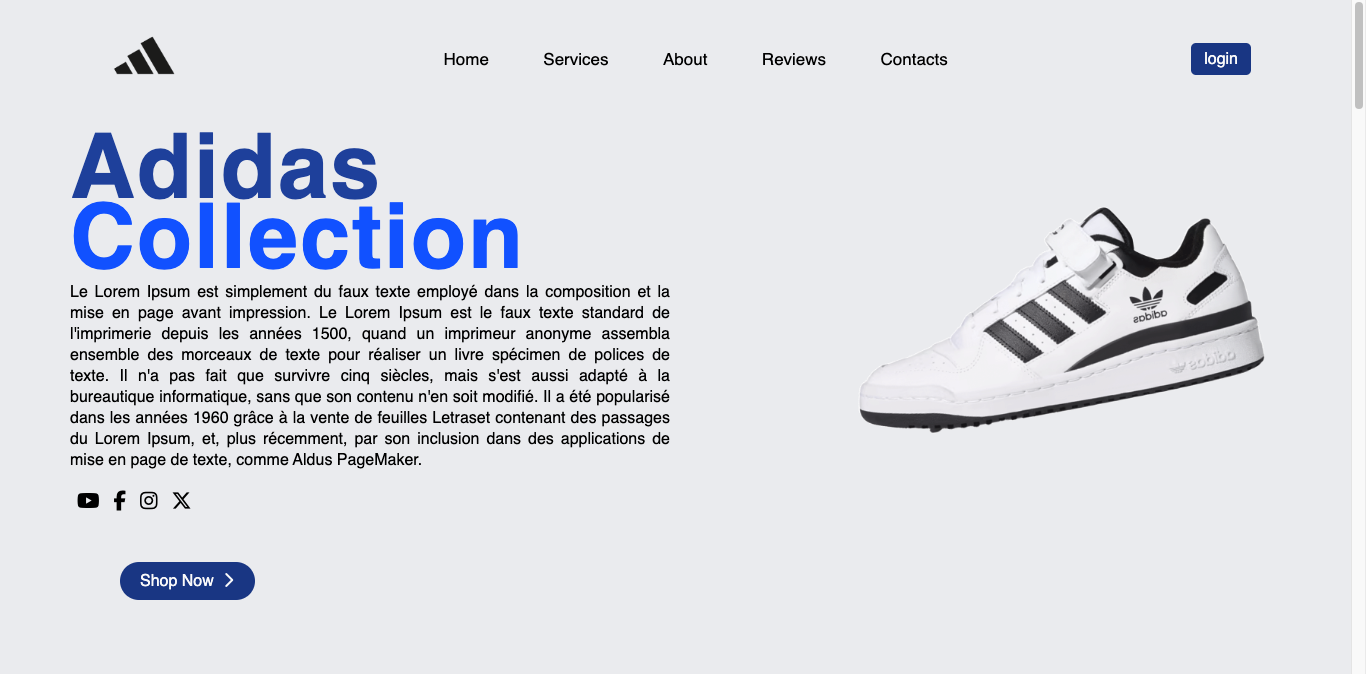 Home Services About Reviews Contacts login
Adidas
Collection
Le Lorem Ipsum est simplement du faux texte employé dans la composition et la
mise en page avant impression. Le Lorem Ipsum est le faux texte standard de
l'imprimerie depuis les années 1500, quand un imprimeur anonyme assembla
ensemble des morceaux de texte pour réaliser un livre spécimen de polices de
texte. Il n'a pas fait que survivre cinq siècles, mais s'est aussi adapté à la
bureautique informatique, sans que son contenu n'en soit modifié. Il a été popularisé
dans les années 1960 grâce à la vente de feuilles Letraset contenant des passages
du Lorem Ipsum, et, plus récemment, par son inclusion dans des applications de
mise en page de texte, comme Aldus PageMaker.
Shop Now
adidas
adidas